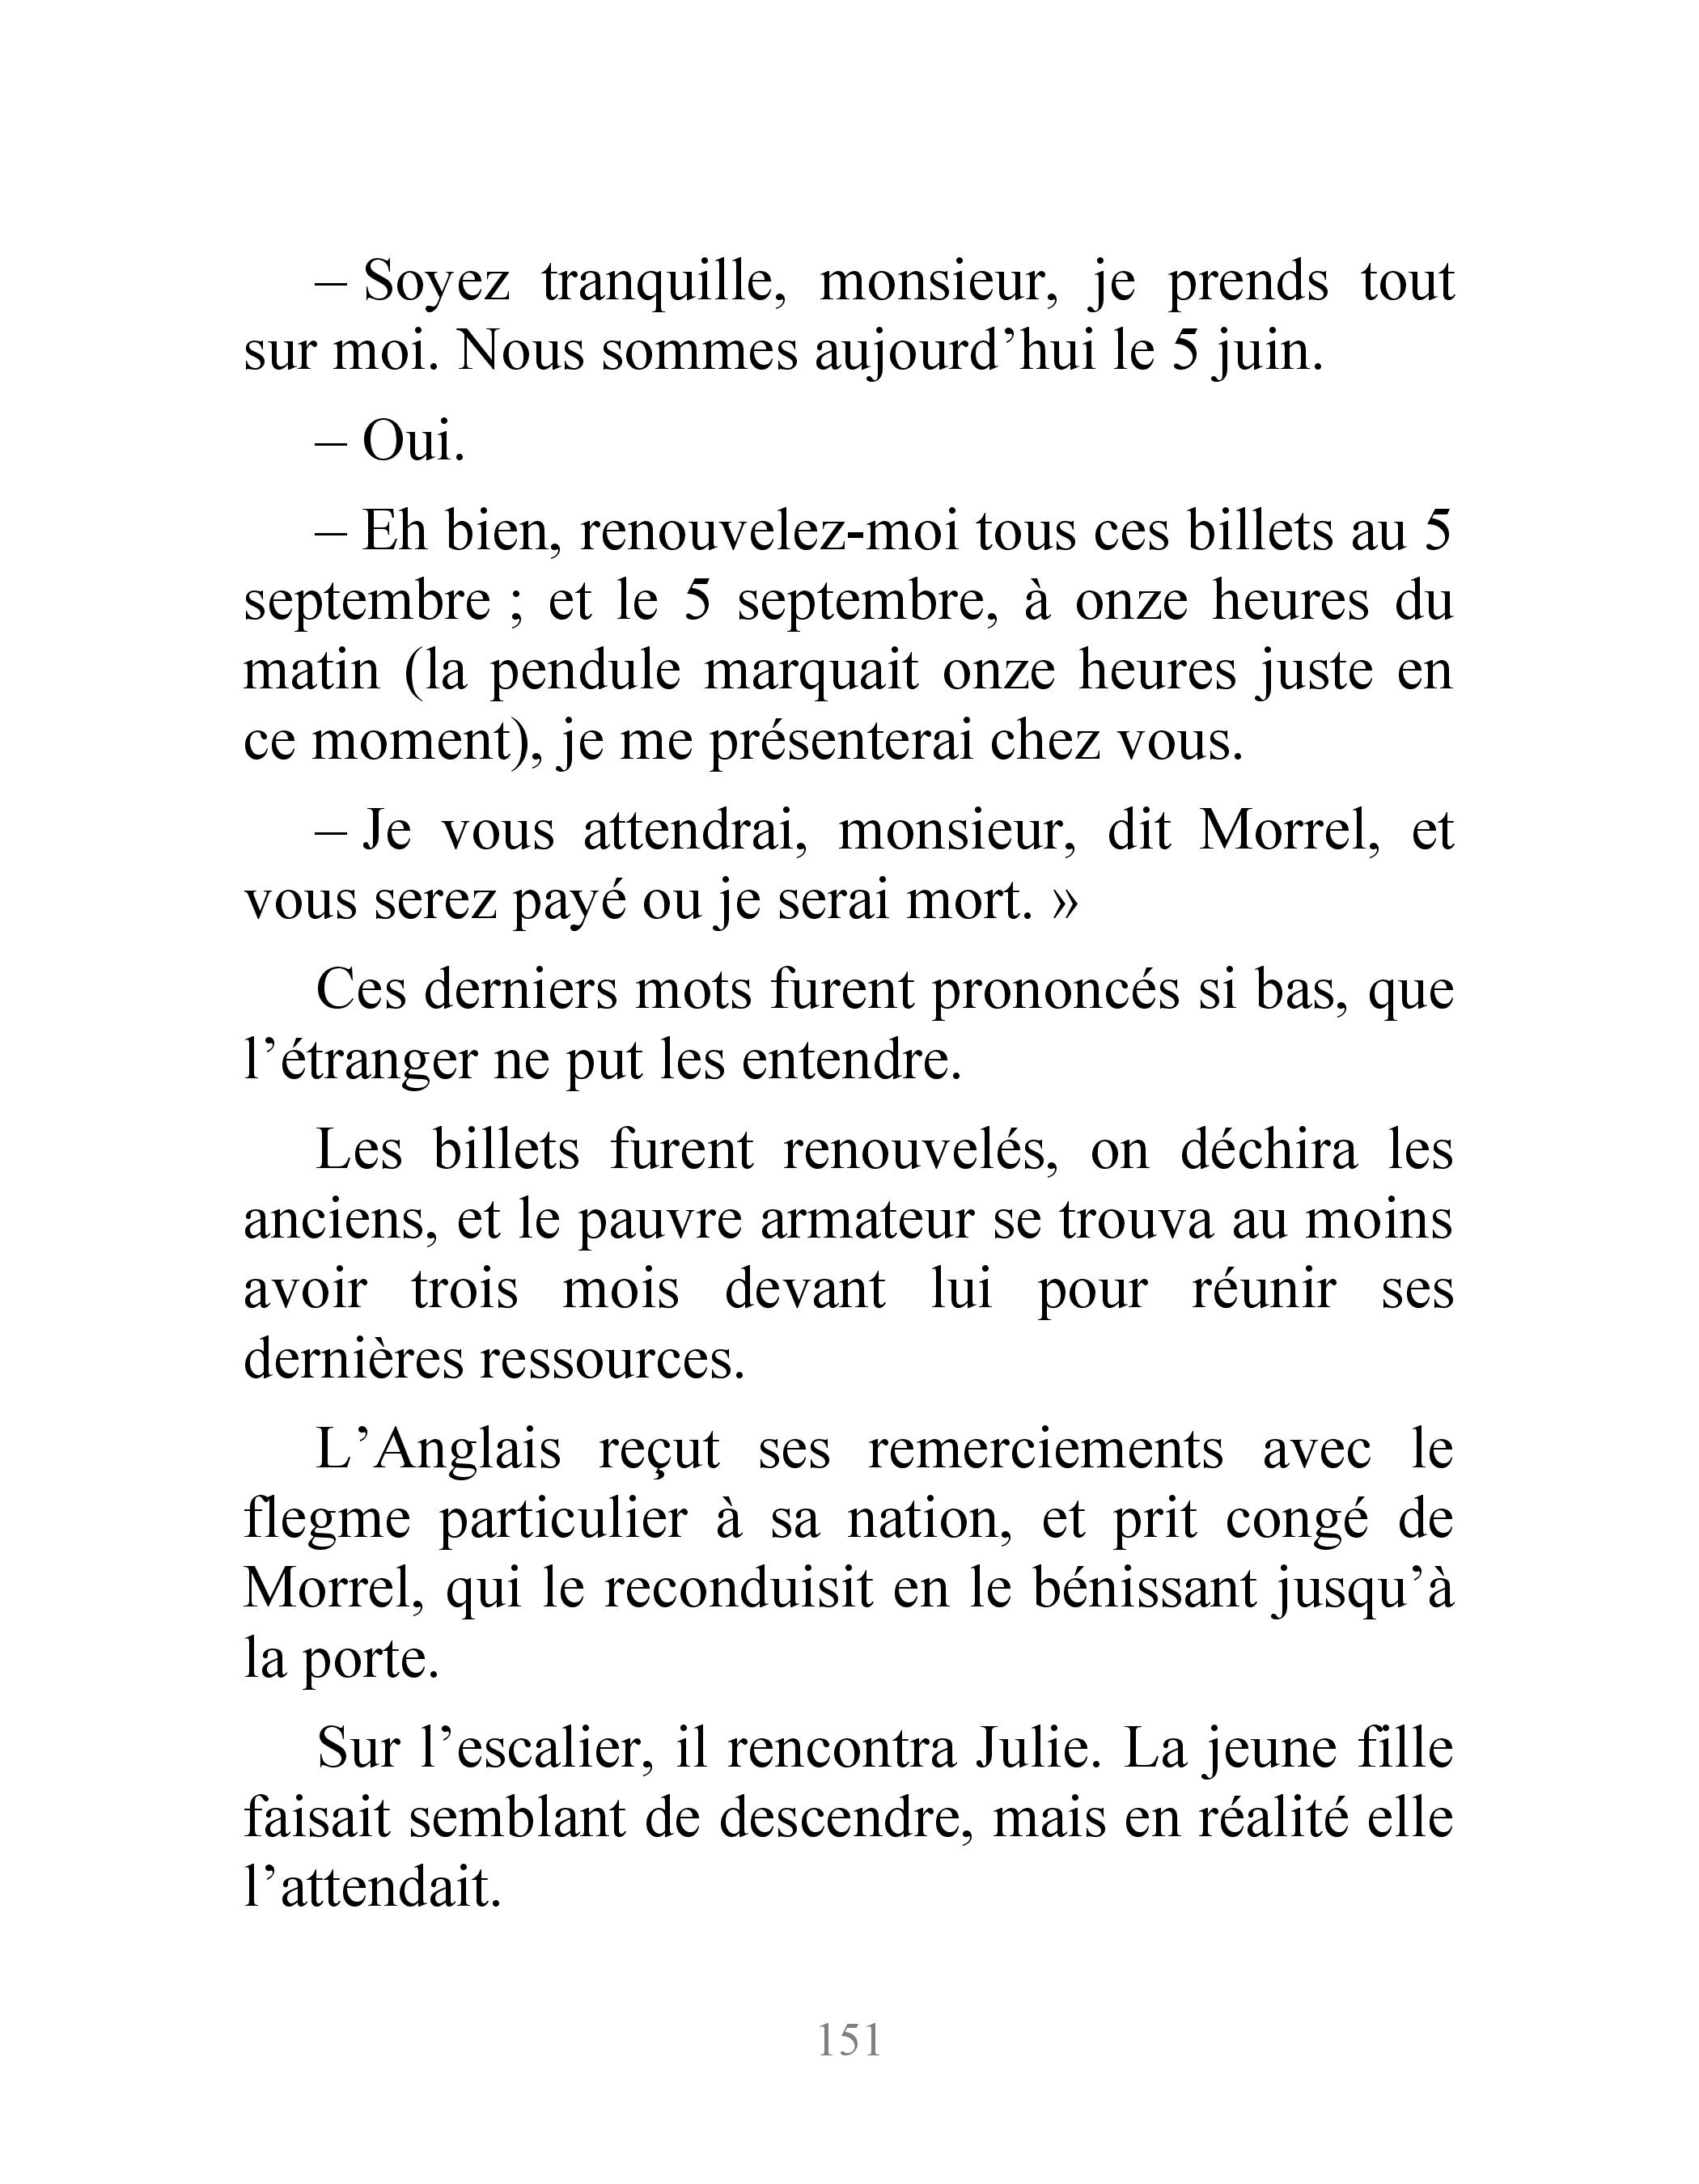 – Soyez tranquille, monsieur, je prends tout
sur moi. Nous sommes aujourd’hui le 5 juin.
– Oui.
– Eh bien, renouvelez-moi tous ces billets au 5
septembre ; et le 5 septembre, à onze heures du
matin (la pendule marquait onze heures juste en
ce moment), je me présenterai chez vous.
– Je vous attendrai, monsieur, dit Morrel, et
vous serez payé ou je serai mort. »
Ces derniers mots furent prononcés si bas, que
l’étranger ne put les entendre.
Les billets furent renouvelés, on déchira les
anciens, et le pauvre armateur se trouva au moins
avoir trois mois devant lui pour réunir ses
dernières ressources.
L’Anglais reçut ses remerciements avec le
flegme particulier à sa nation, et prit congé de
Morrel, qui le reconduisit en le bénissant jusqu’à
la porte.
Sur l’escalier, il rencontra Julie. La jeune fille
faisait semblant de descendre, mais en réalité elle
l’attendait.
151